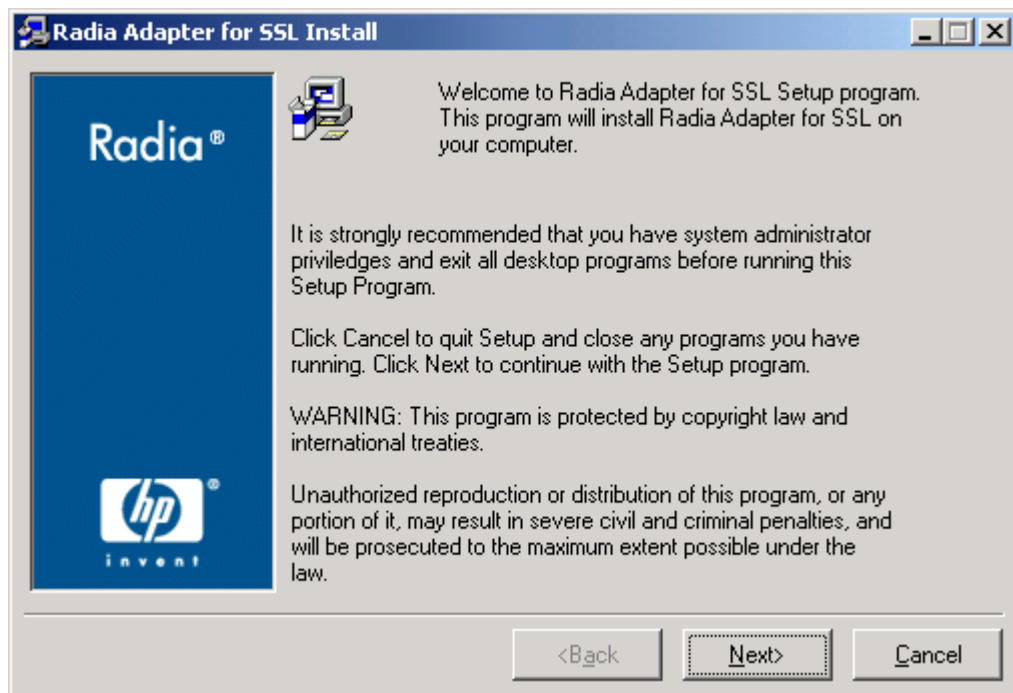 Radia Adapter for SSL Install
Radia®
Welcome to Radia Adapter for SSL Setup program.
This program will install Radia Adapter for SSL on
your computer.
It is strongly recommended that you have system administrator
priviledges and exit all desktop programs before running this
Setup Program.
Click Cancel to quit Setup and close any programs you have
running. Click Next to continue with the Setup program.
WARNING: This program is protected by copyright law and
international treaties.
Unauthorized reproduction or distribution of this program, or any
portion of it, may result in severe civil and criminal penalties, and
will be prosecuted to the maximum extent possible under the
law.
hp®
invent
<Back
Next>
Cancel